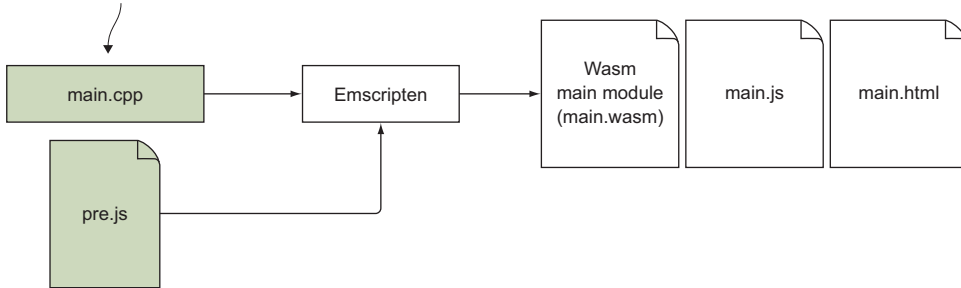 main.cpp
Emscripten
Wasm
main module
(main.wasm)
main.js
main.html
pre.js